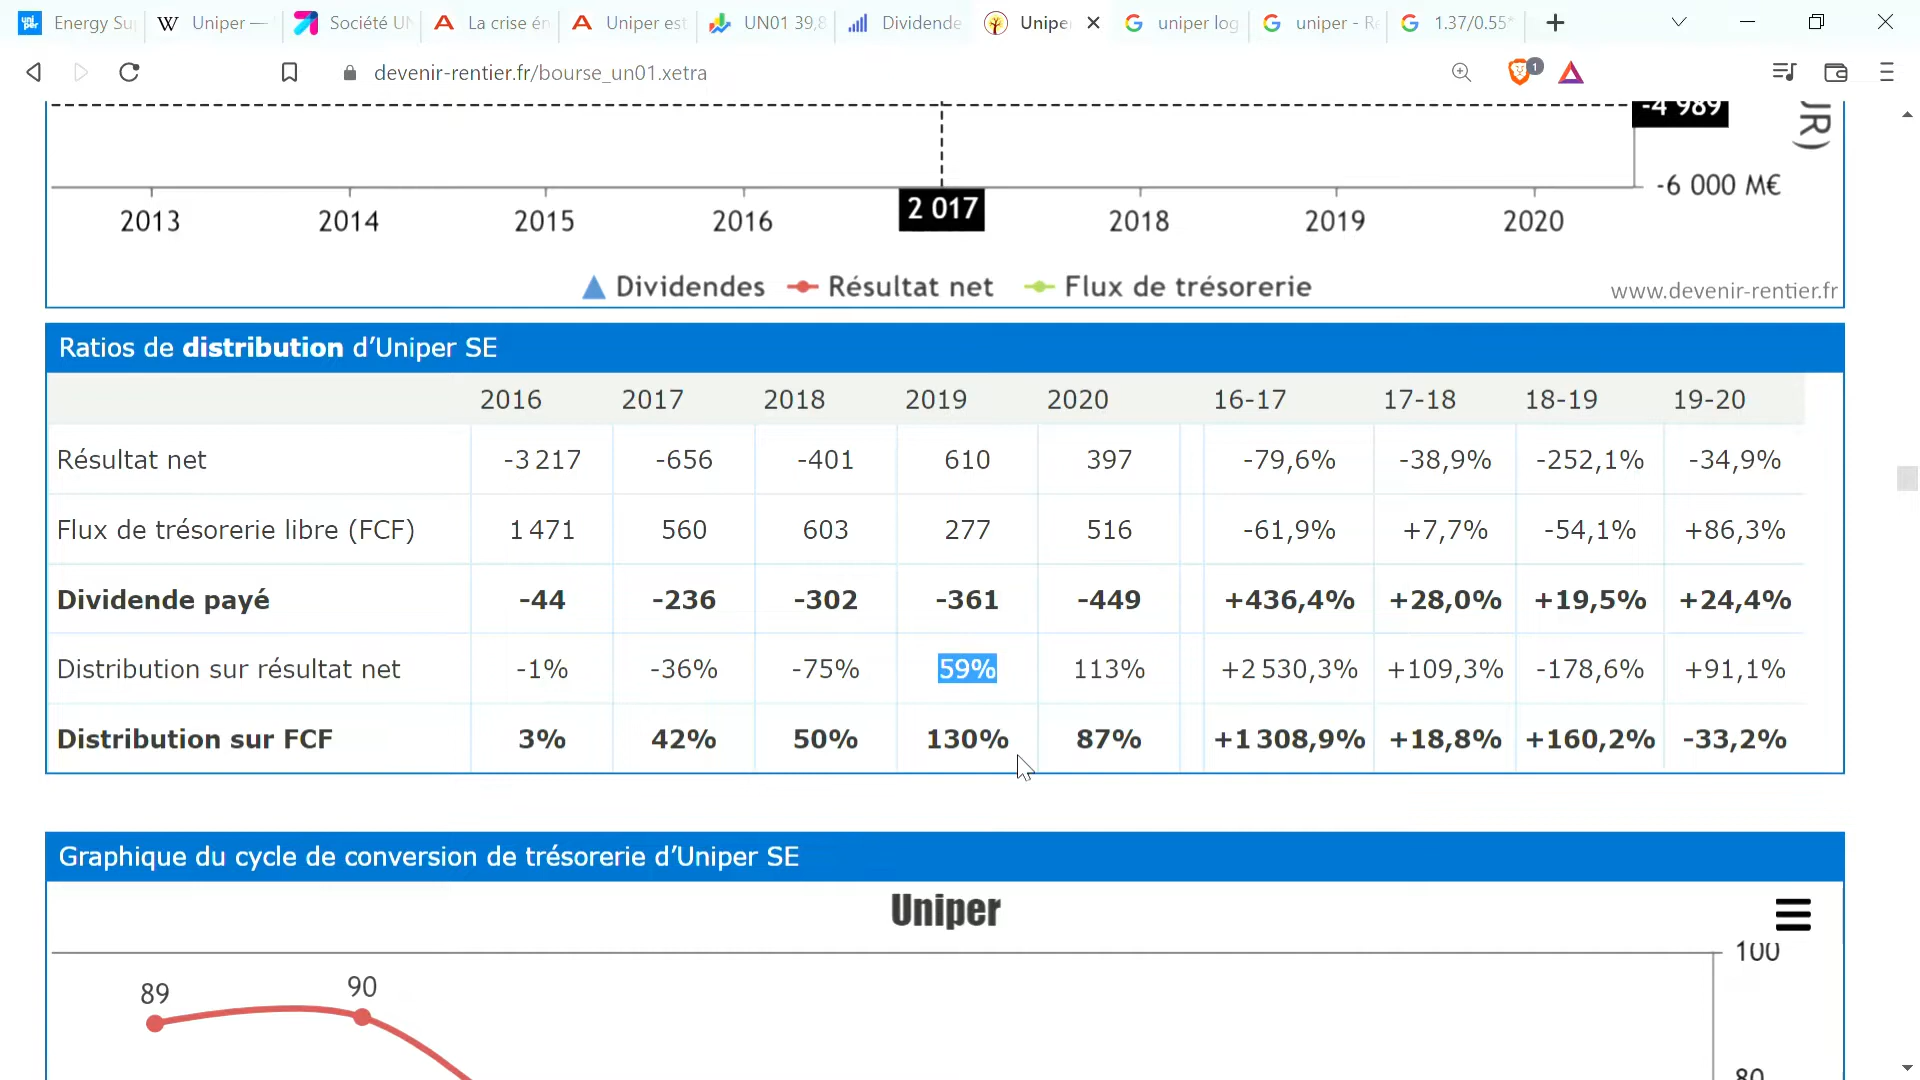 Energy Su
Uniper —
Société UN
La crise én
Uniper est
UN01 39,8
Dividende
Uniper
uniper log
uniper - Re
1.37/0.55*
devenir-rentier.fr/bourse_un01.xetra
1
-4 989
UR)
-6 000 M€
2013 2014 2015 2016 2 017 2018 2019 2020
Dividendes Résultat net Flux de trésorerie
www.devenir-rentier.fr
Ratios de distribution d’Uniper SE
2016 2017 2018 2019 2020 16-17 17-18 18-19 19-20
Résultat net -3 217 -656 -401 610 397 -79,6% -38,9% -252,1% -34,9%
Flux de trésorerie libre (FCF) 1 471 560 603 277 516 -61,9% +7,7% -54,1% +86,3%
Dividende payé -44 -236 -302 -361 -449 +436,4% +28,0% +19,5% +24,4%
Distribution sur résultat net -1% -36% -75% 59% 113% +2 530,3% +109,3% -178,6% +91,1%
Distribution sur FCF 3% 42% 50% 130% 87% +1 308,9% +18,8% +160,2% -33,2%
Graphique du cycle de conversion de trésorerie d’Uniper SE
Uniper
100
89 90
80